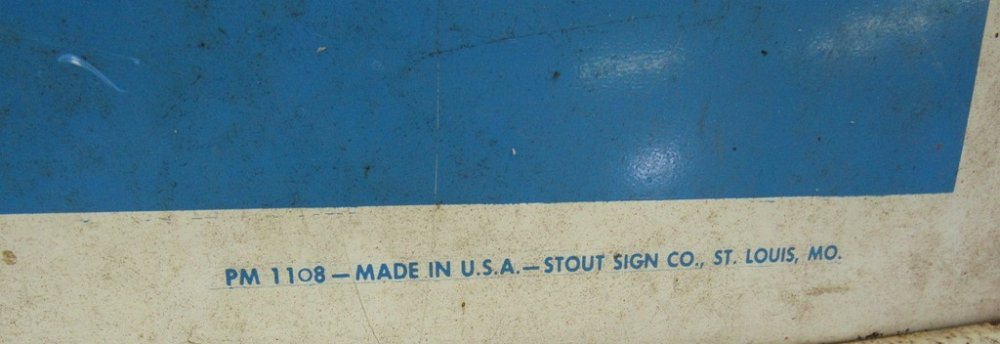 PM 1108—MADE IN U.S.A.—STOUT SIGN CO., ST. LOUIS, MO.